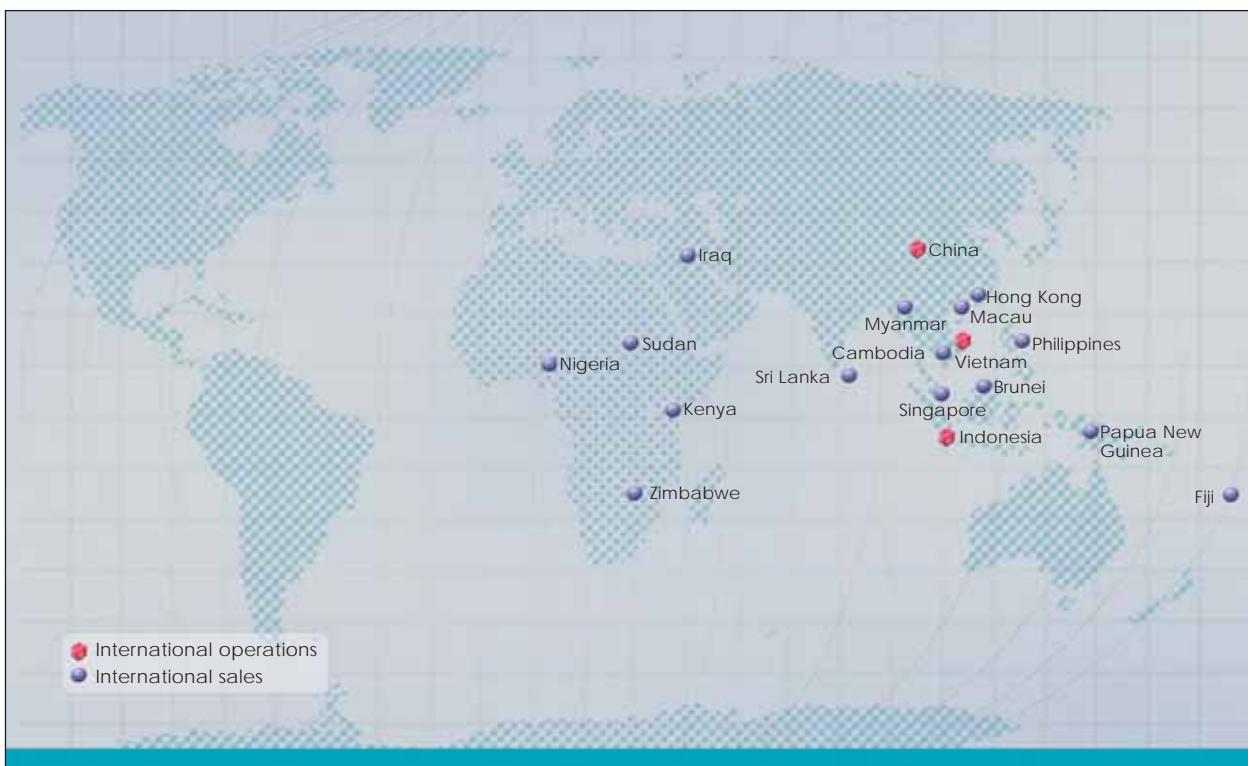 Iraq
China
Hong Kong
Macau
Myanmar
Sudan
Philippines
Cambodia
Vietnam
Nigeria
Sri Lanka
Brunei
Singapore
Kenya
Indonesia
Papua New
Guinea
Zimbabwe
Fiji
International operations
International sales